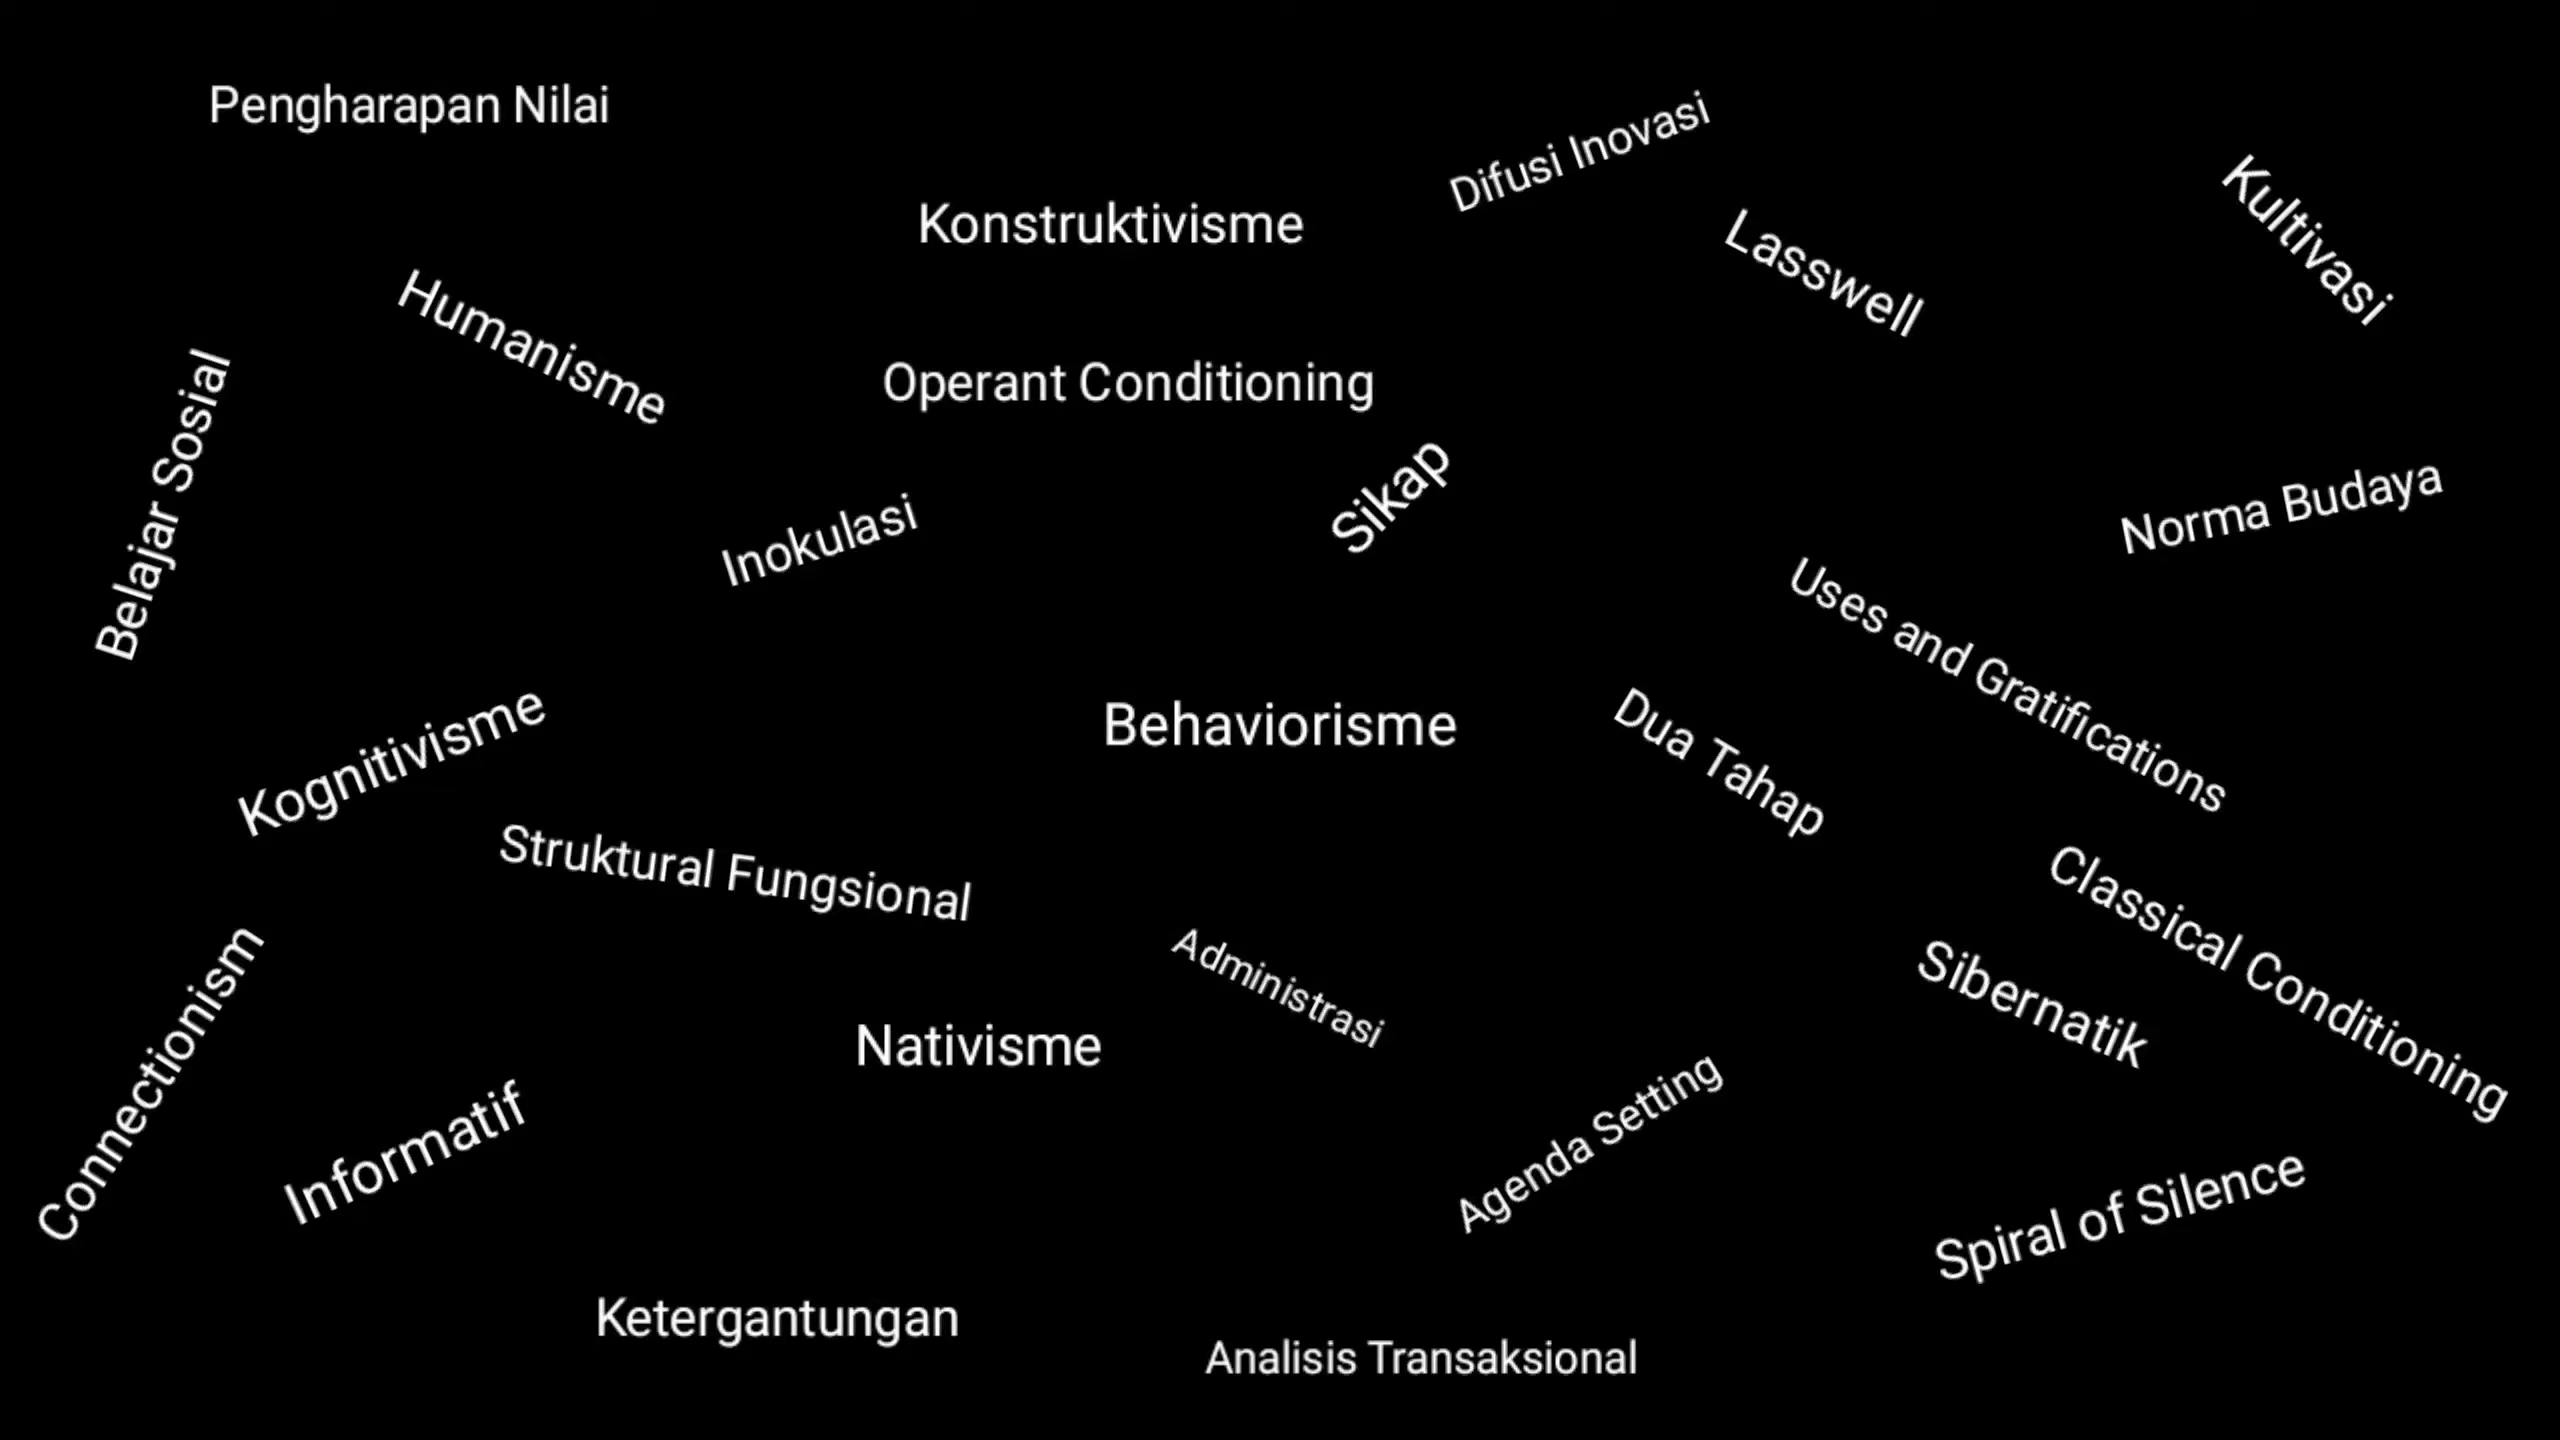 Pengharapan Nilai
Difusi Inovasi
Kultivasi
Konstruktivisme
Lasswell
Humanisme
Operant Conditioning
Belajar Sosial
Sikap
Norma Budaya
Inokulasi
Uses and Gratifications
Kognitivisme
Behaviorisme
Dua Tahap
Struktural Fungsional
Classical Conditioning
Connectionism
Administrasi
Sibernatik
Nativisme
Informatif
Agenda Setting
Spiral of Silence
Ketergantungan
Analisis Transaksional